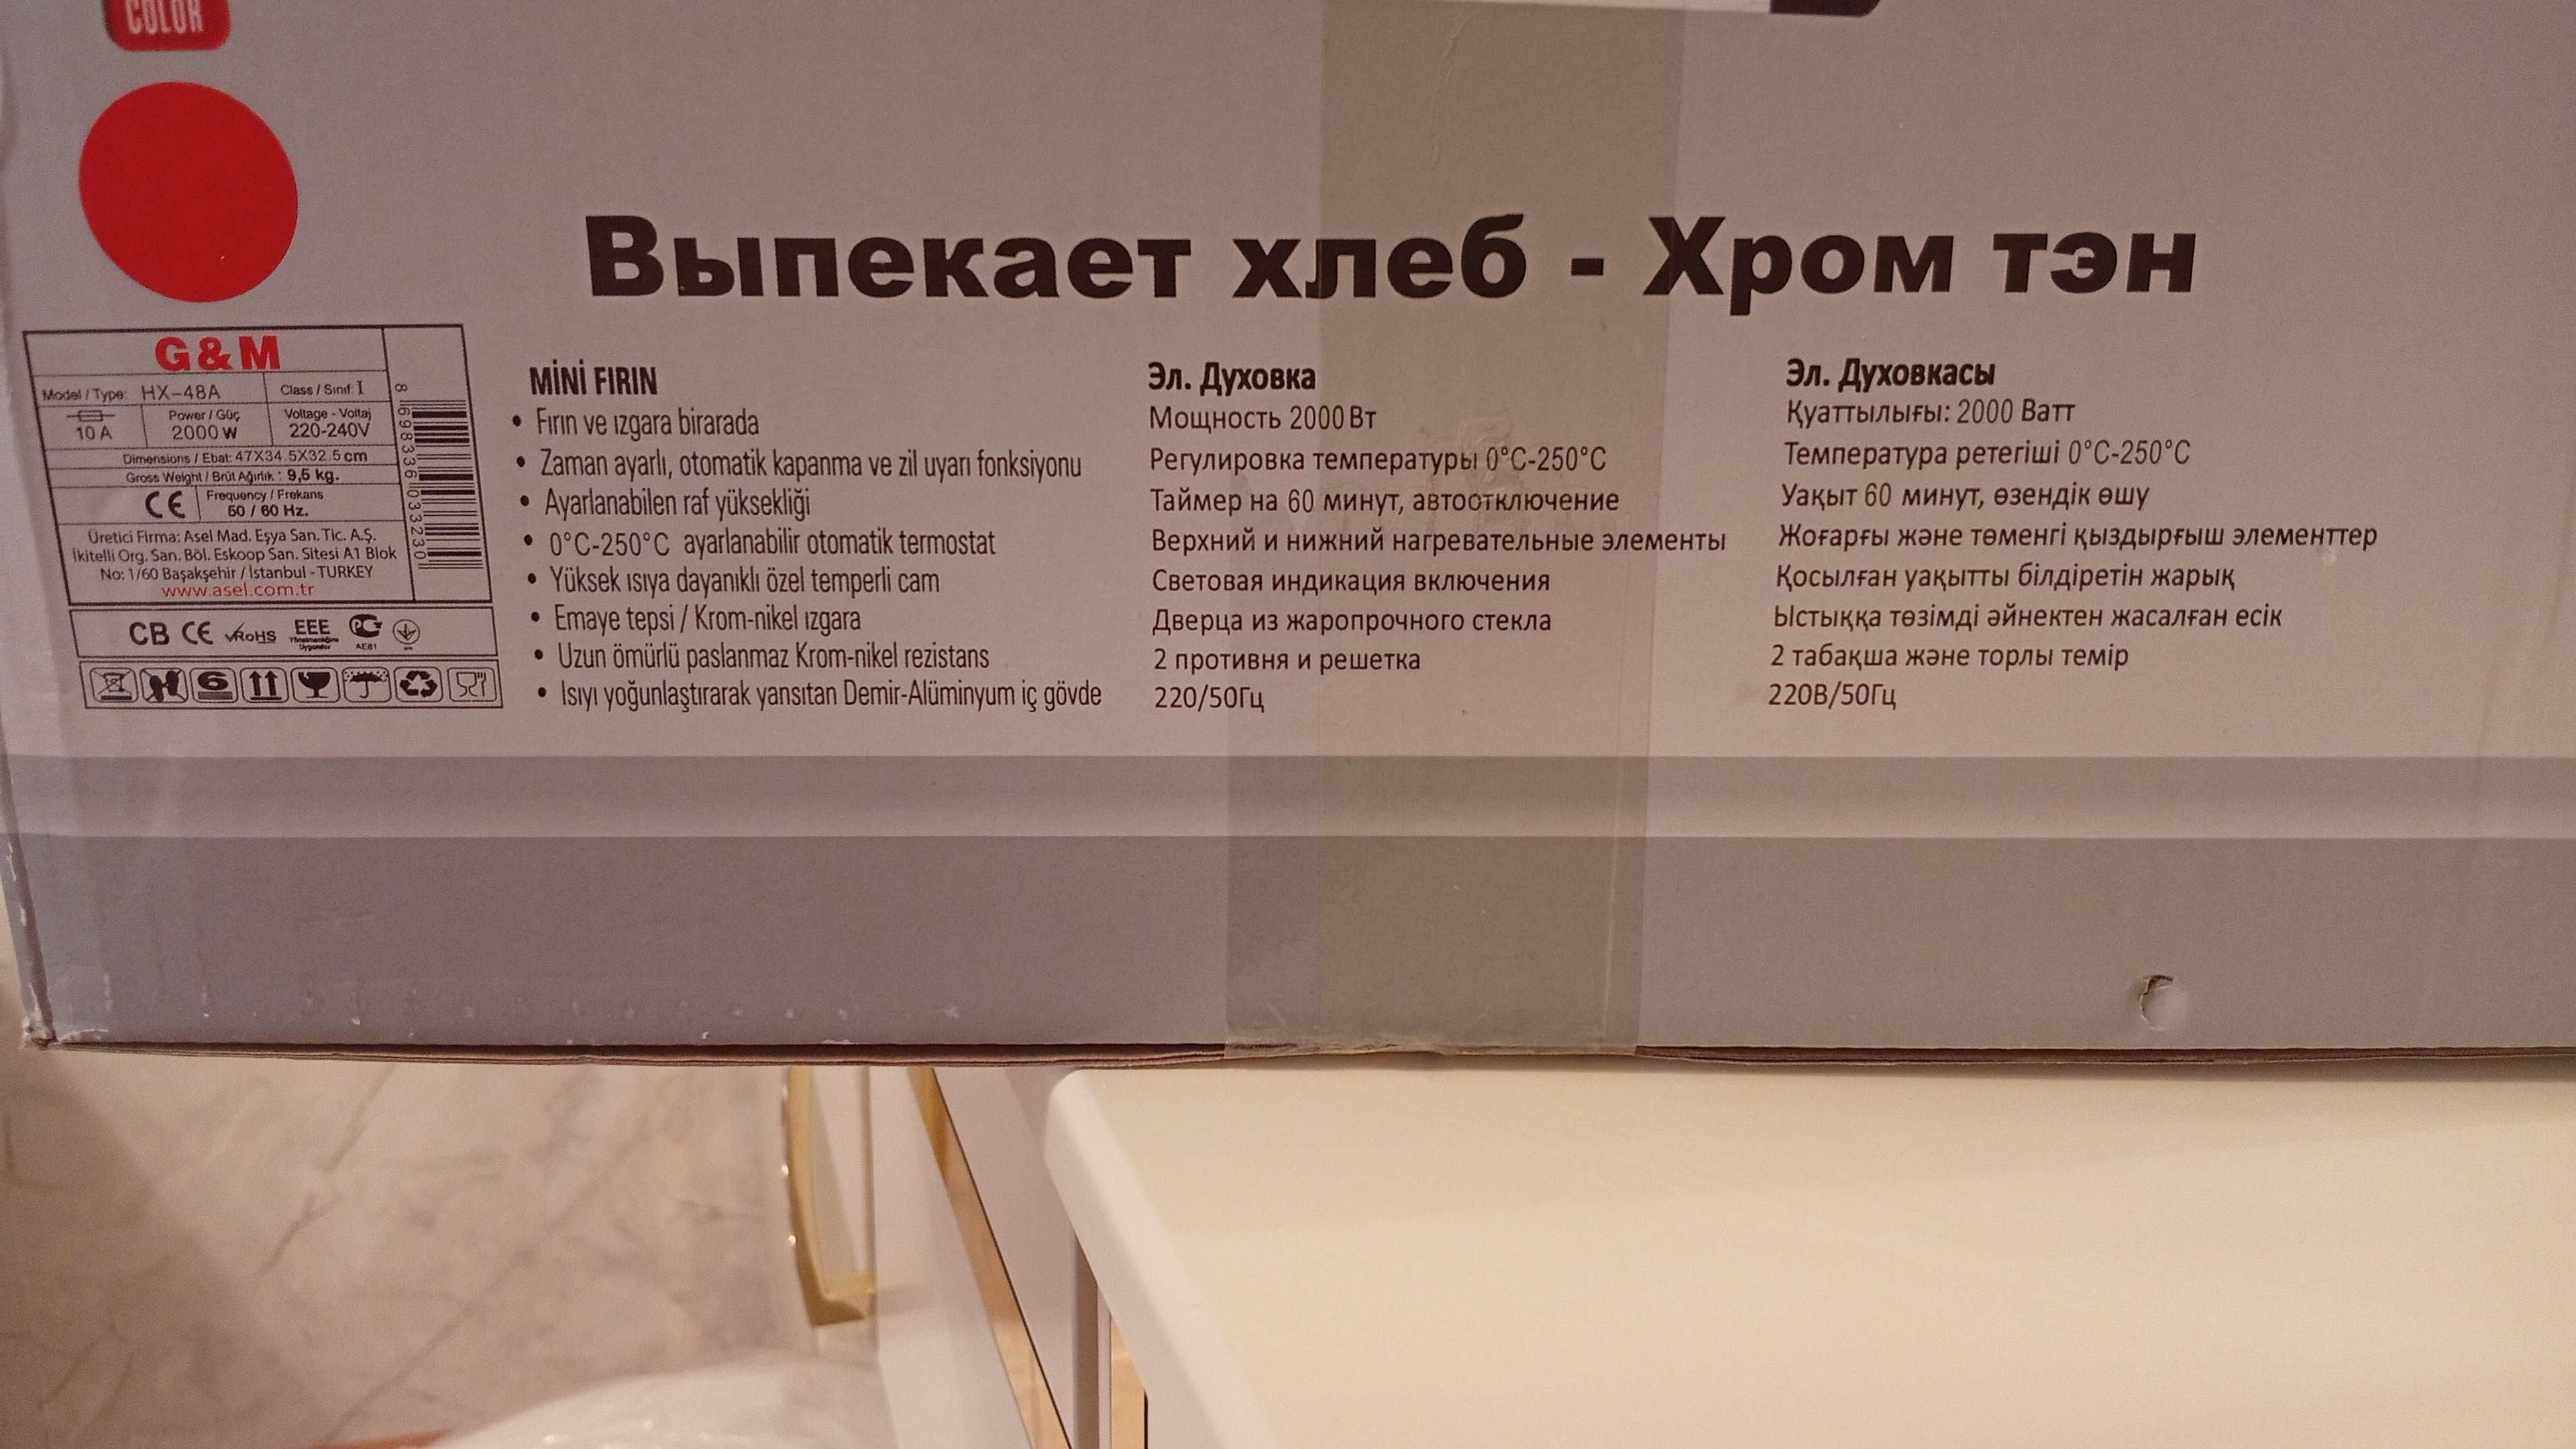 COLOR
Выпекает хлеб - Хром тэн
G&M
Model / Type: HX-48A
Class / Sınıf: I
10 A
Power / Güç
2000 W
Voltage - Voltaj
220-240V
Dimensions / Ebat: 47X34.5X32.5 cm
Gross Weight / Brüt Ağırlık : 9,5 kg.
CE
Frequency / Frekans
50 / 60 Hz.
Üretici Firma: Asel Mad. Eşya San. Tic. A.Ş.
İkitelli Org. San. Böl. Eskoop San. Sitesi A1 Blok
No: 1/60 Başakşehir / İstanbul - TURKEY
www.asel.com.tr
8 698336 033230
CB CE RoHS EEE
AE81
6
MİNİ FIRIN
• Fırın ve ızgara birarada
• Zaman ayarlı, otomatik kapanma ve zil uyarı fonksiyonu
• Ayarlanabilen raf yüksekliği
• 0°C-250°C ayarlanabilir otomatik termostat
• Yüksek ısıya dayanıklı özel temperli cam
• Emaye tepsi / Krom-nikel ızgara
• Uzun ömürlü paslanmaz Krom-nikel rezistans
• Isıyı yoğunlaştırarak yansıtan Demir-Alüminyum iç gövde
Эл. Духовка
Мощность 2000 Вт
Регулировка температуры 0°C-250°C
Таймер на 60 минут, автоотключение
Верхний и нижний нагревательные элементы
Световая индикация включения
Дверца из жаропрочного стекла
2 противня и решетка
220/50Гц
Эл. Духовкасы
Қуаттылығы: 2000 Ватт
Температура ретегіші 0°C-250°C
Уақыт 60 минут, өзендік өшу
Жоғарғы және төменгі қыздырғыш элементтер
Қосылған уақытты білдіретін жарық
Ыстыққа төзімді әйнектен жасалған есік
2 табақша және торлы темір
220В/50Гц